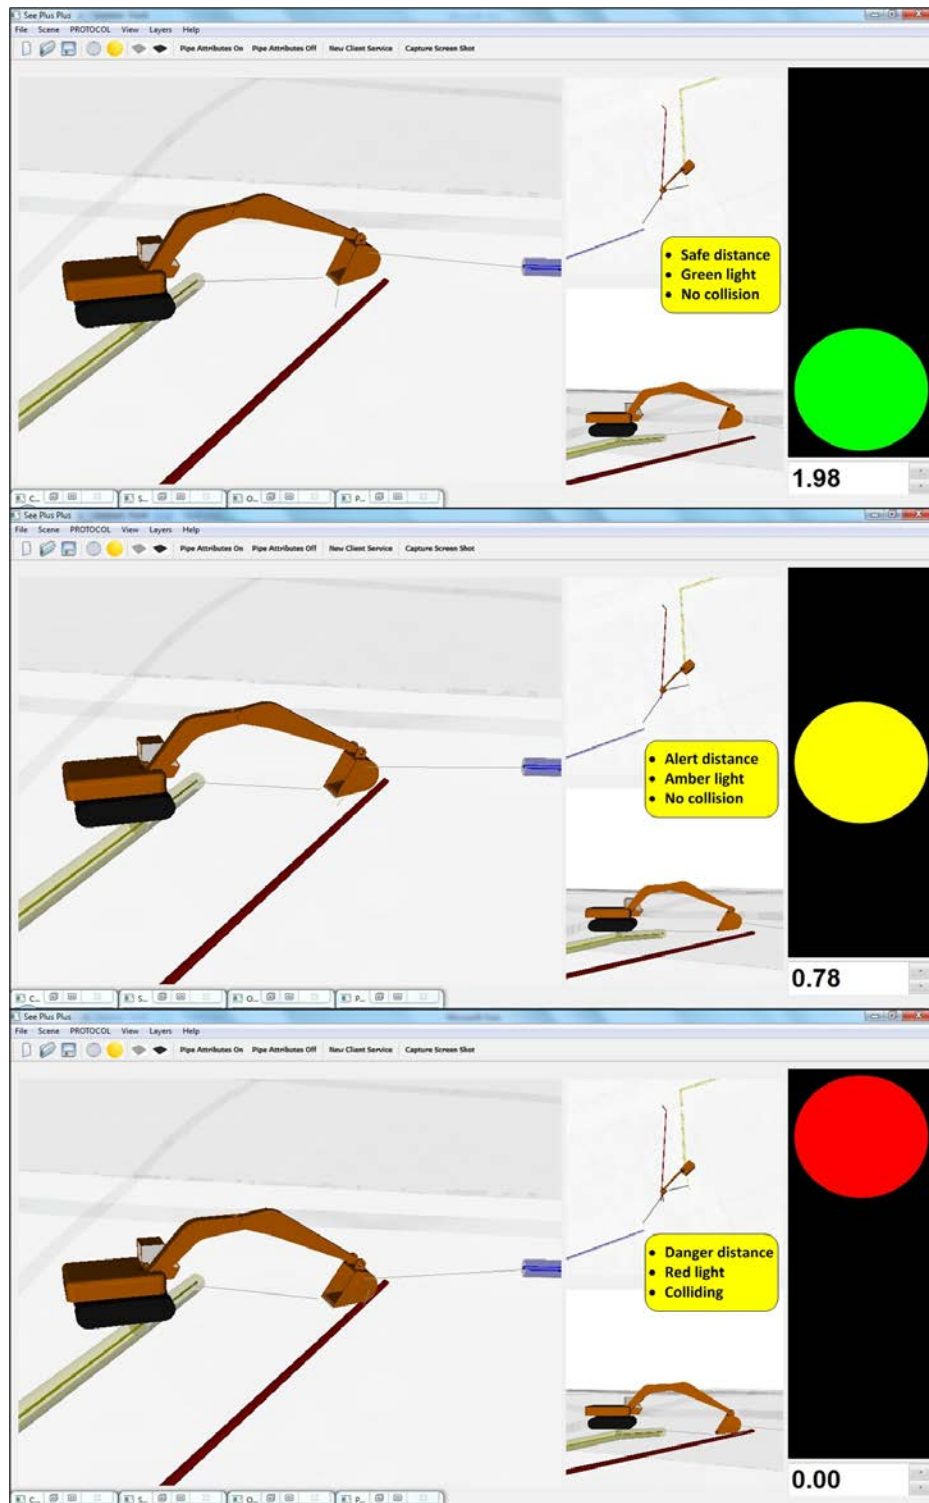 See Plus Plus
File Scene PROTOCOL View Layers Help
Pipe Attributes On Pipe Attributes Off New Client Service Capture Screen Shot
• Safe distance
• Green light
• No collision
1.98
C... S... O... P...
See Plus Plus
File Scene PROTOCOL View Layers Help
Pipe Attributes On Pipe Attributes Off New Client Service Capture Screen Shot
• Alert distance
• Amber light
• No collision
0.78
C... S... O... P...
See Plus Plus
File Scene PROTOCOL View Layers Help
Pipe Attributes On Pipe Attributes Off New Client Service Capture Screen Shot
• Danger distance
• Red light
• Colliding
0.00
C... S... O... P...